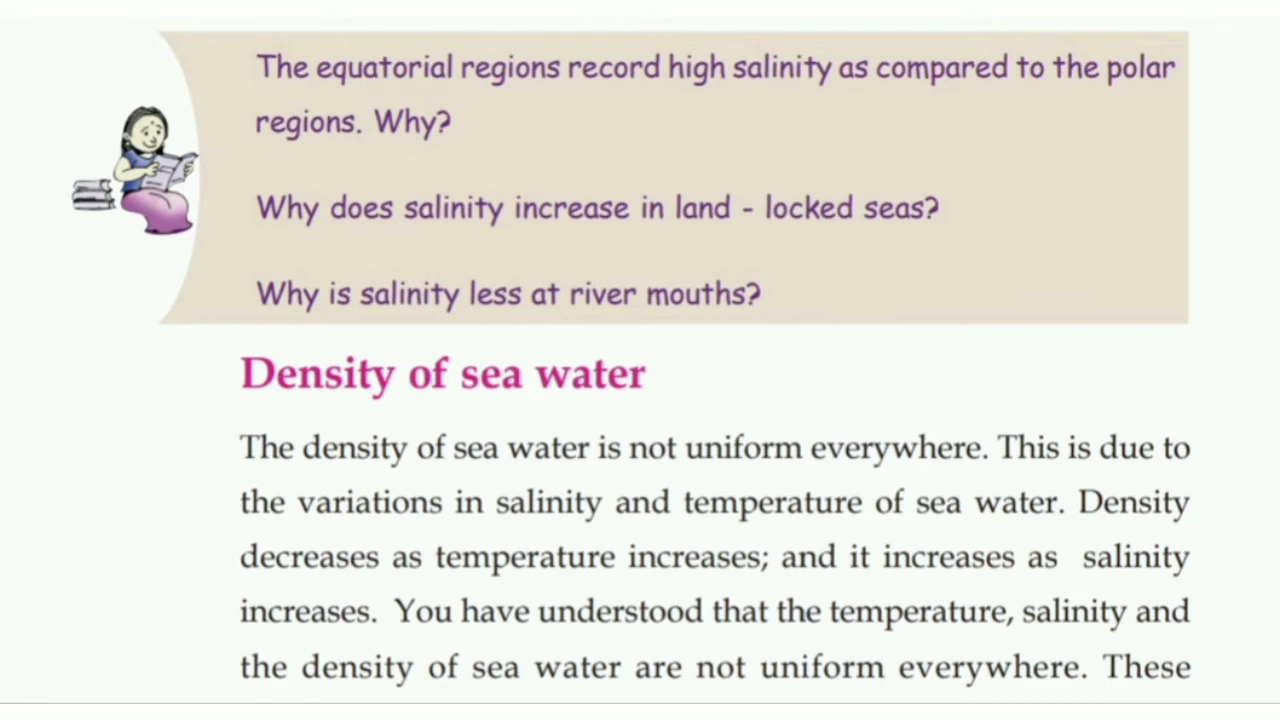 The equatorial regions record high salinity as compared to the polar
regions. Why?
Why does salinity increase in land - locked seas?
Why is salinity less at river mouths?
Density of sea water
The density of sea water is not uniform everywhere. This is due to
the variations in salinity and temperature of sea water. Density
decreases as temperature increases; and it increases as salinity
increases. You have understood that the temperature, salinity and
the density of sea water are not uniform everywhere. These